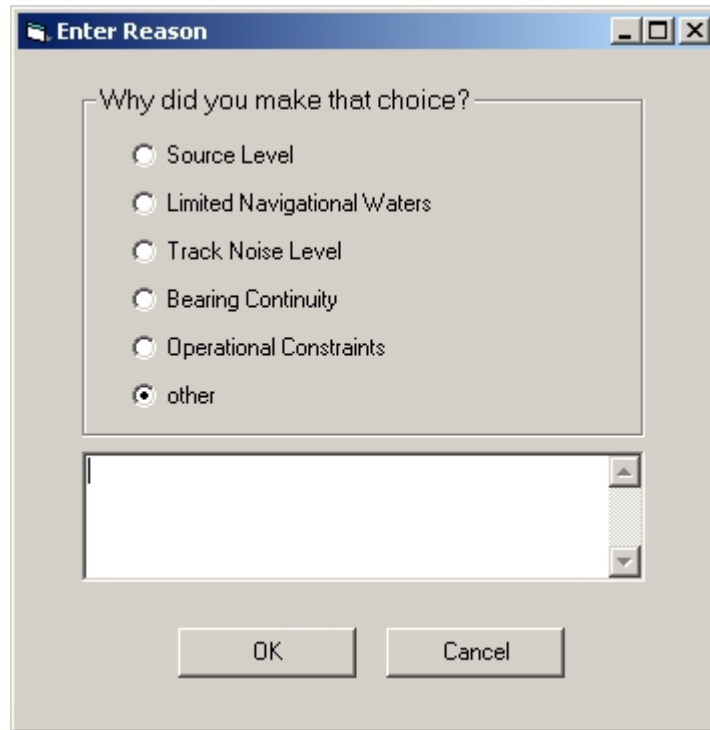 Enter Reason
Why did you make that choice?
Source Level
Limited Navigational Waters
Track Noise Level
Bearing Continuity
Operational Constraints
other
OK Cancel